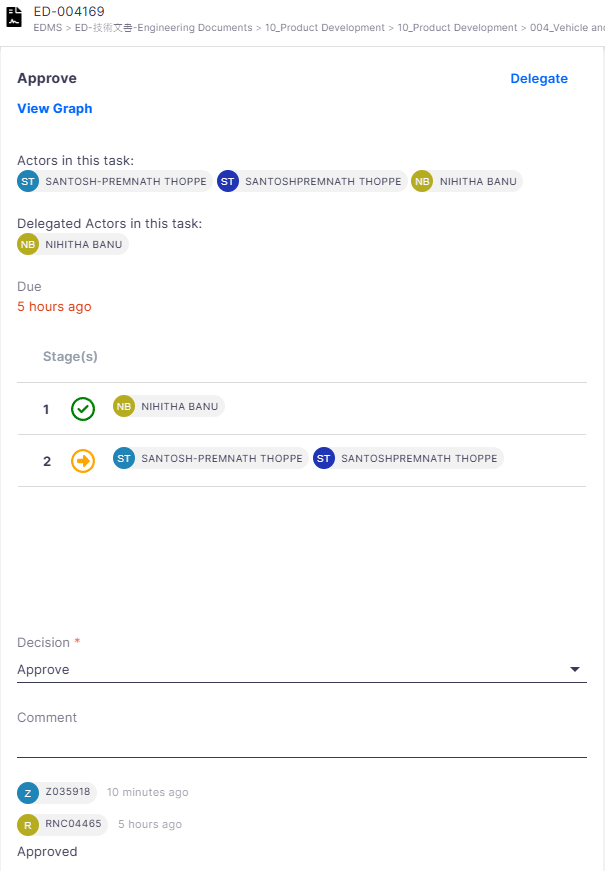 ED-004169
EDMS > ED-技術文書-Engineering Documents > 10_Product Development > 10_Product Development > 004_Vehicle and
Approve
Delegate
View Graph
Actors in this task:
ST SANTOSH-PREMNATH THOPPE ST SANTOSHPREMNATH THOPPE NB NIHITHA BANU
Delegated Actors in this task:
NB NIHITHA BANU
Due
5 hours ago
Stage(s)
1 NB NIHITHA BANU
2 ST SANTOSH-PREMNATH THOPPE ST SANTOSHPREMNATH THOPPE
Decision *
Approve
Comment
Z Z035918 10 minutes ago
R RNC04465 5 hours ago
Approved